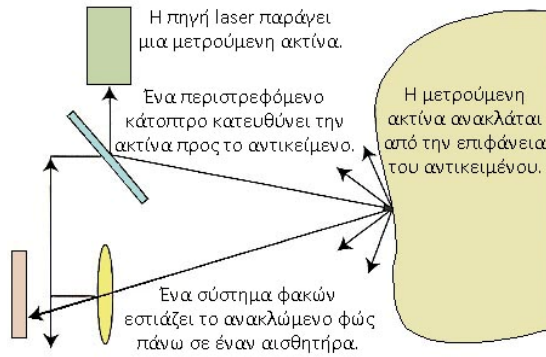 Η πηγή laser παράγει
μια μετρούμενη ακτίνα.
Ένα περιστρεφόμενο
κάτοπτρο κατευθύνει την
ακτίνα προς το αντικείμενο.
Η μετρούμενη
ακτίνα ανακλάται
από την επιφάνεια
του αντικειμένου.
Ένα σύστημα φακών
εστιάζει το ανακλώμενο φώς
πάνω σε έναν αισθητήρα.